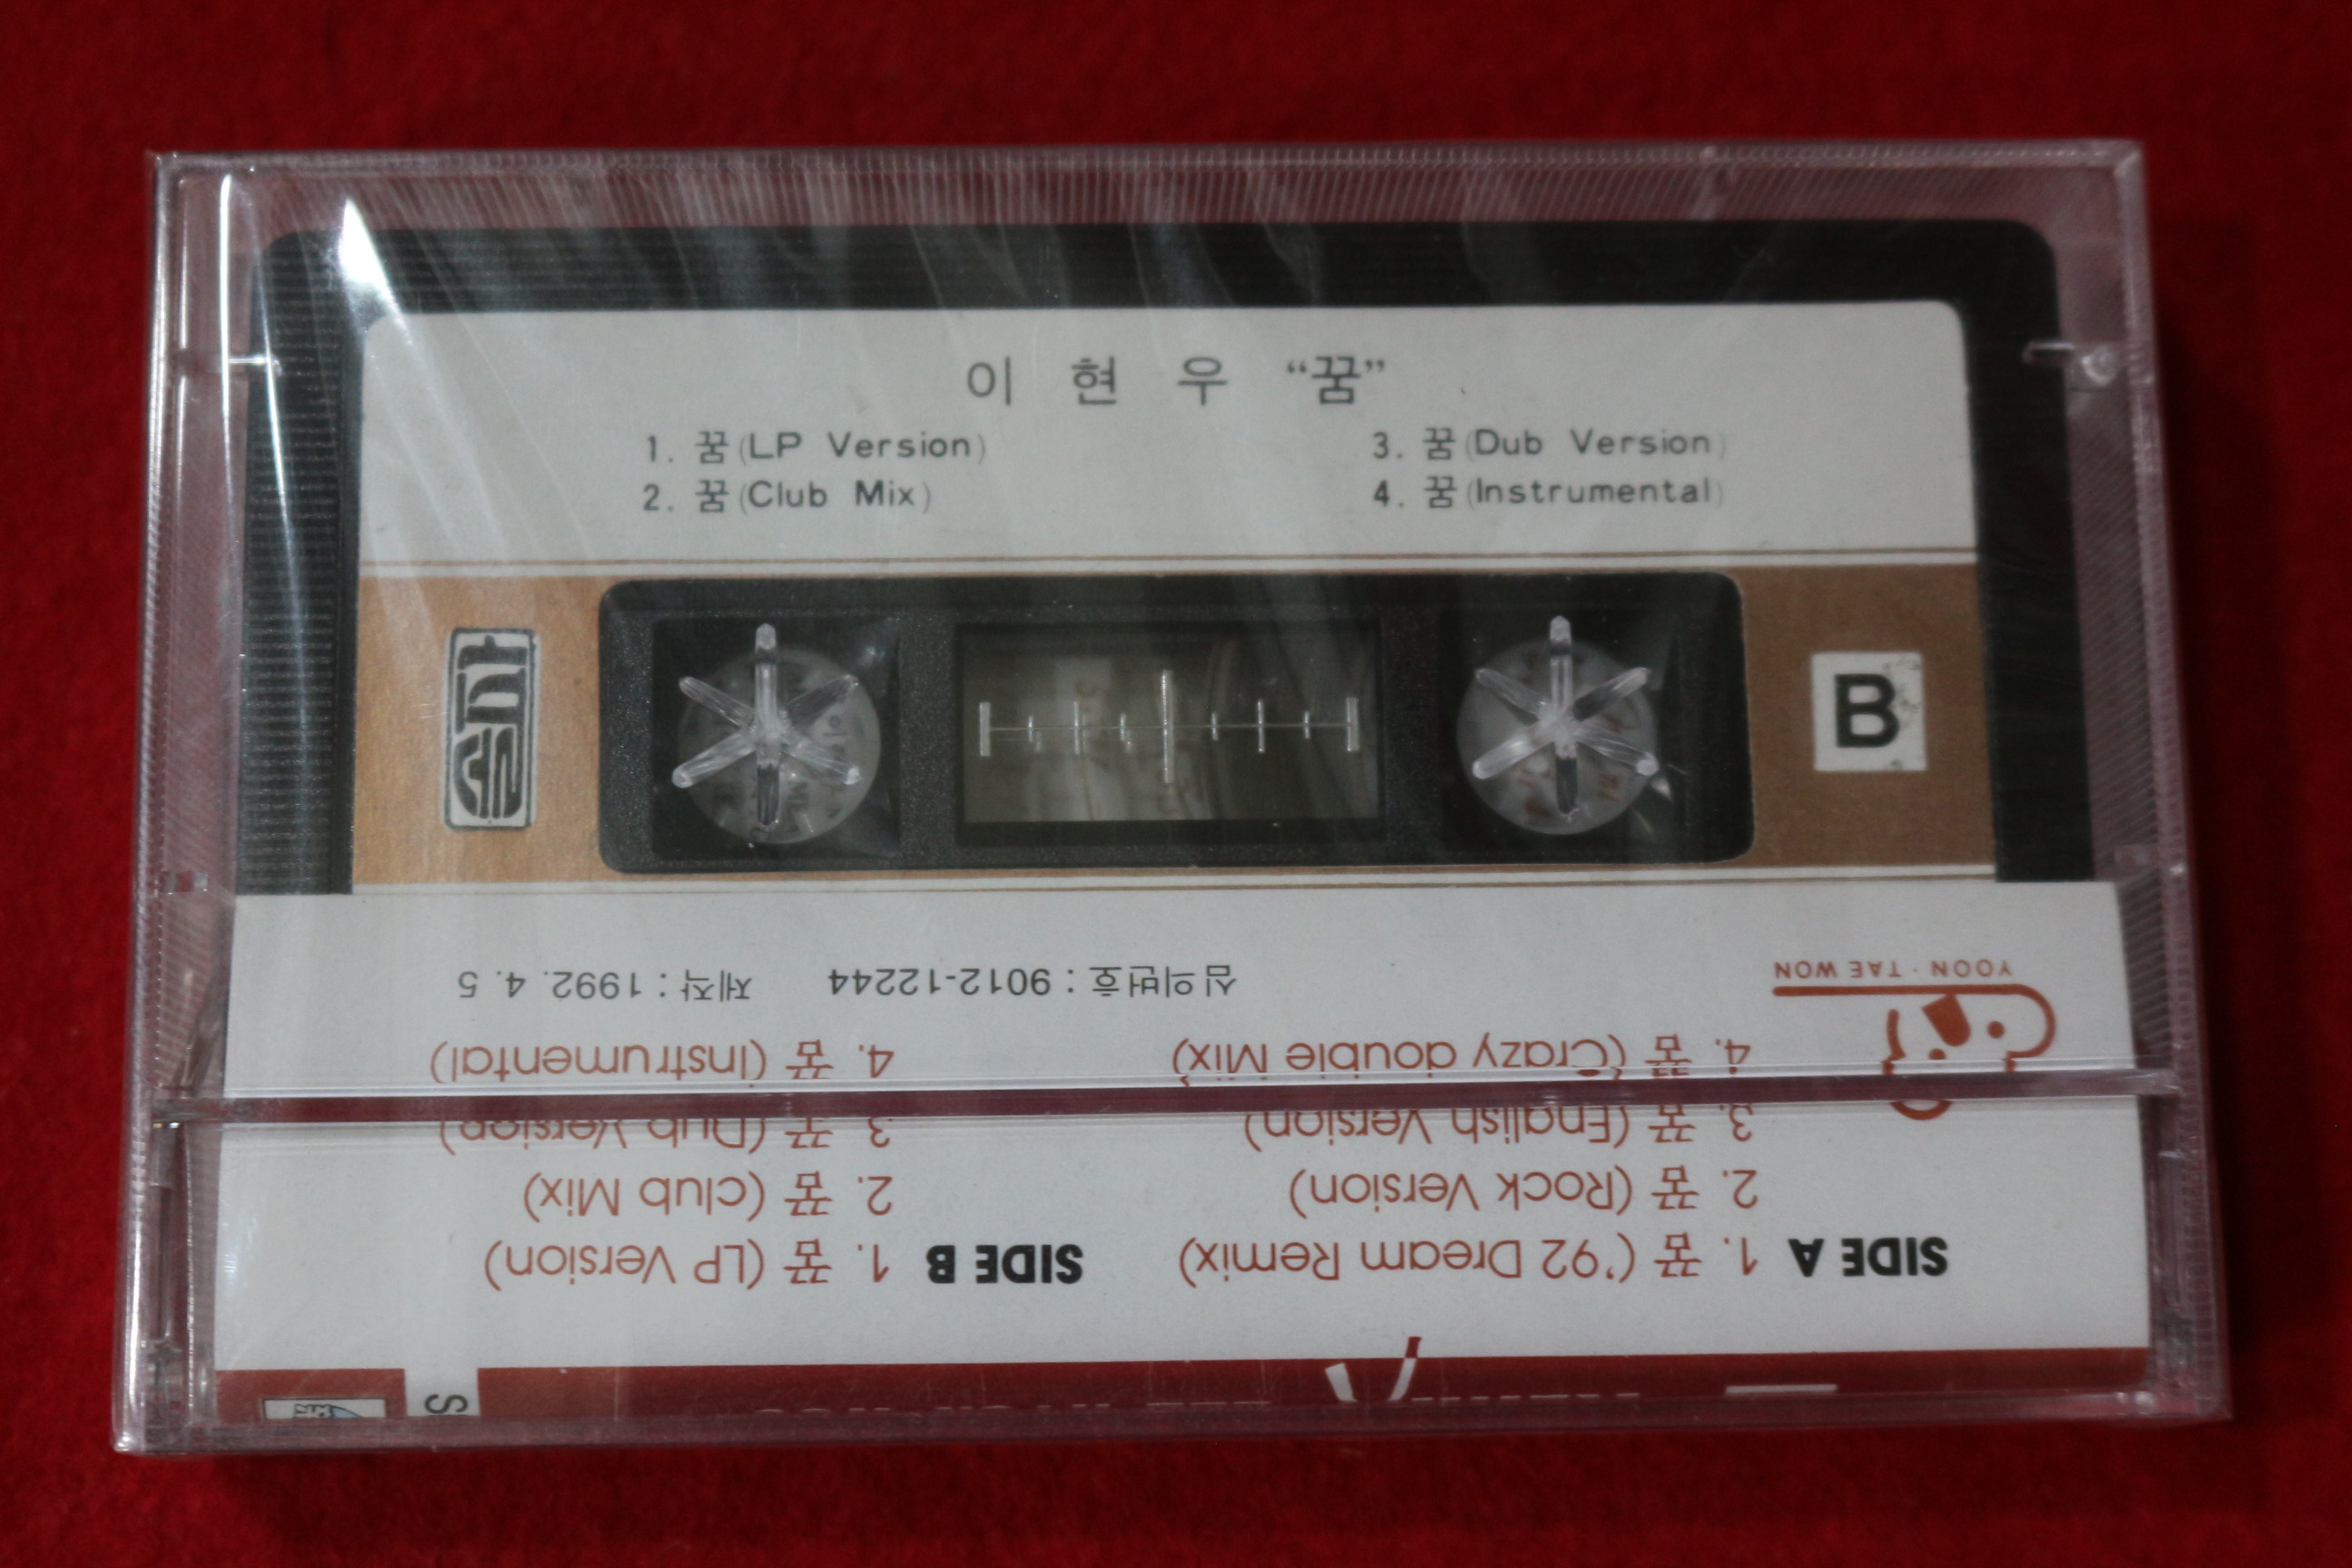 이 현 우 “꿈”
1. 꿈(LP Version)
2. 꿈(Club Mix)
3. 꿈(Dub Version)
4. 꿈(Instrumental)
B
YOON · TAE WON
심의번호 : 9012-12244 제작 : 1992. 4. 5
SIDE A
1. 꿈 ('92 Dream Remix)
2. 꿈 (Rock Version)
3. 꿈 (English Version)
4. 꿈 (Crazy double Mix)
SIDE B
1. 꿈 (LP Version)
2. 꿈 (club Mix)
3. 꿈 (Dub Version)
4. 꿈 (Instrumental)